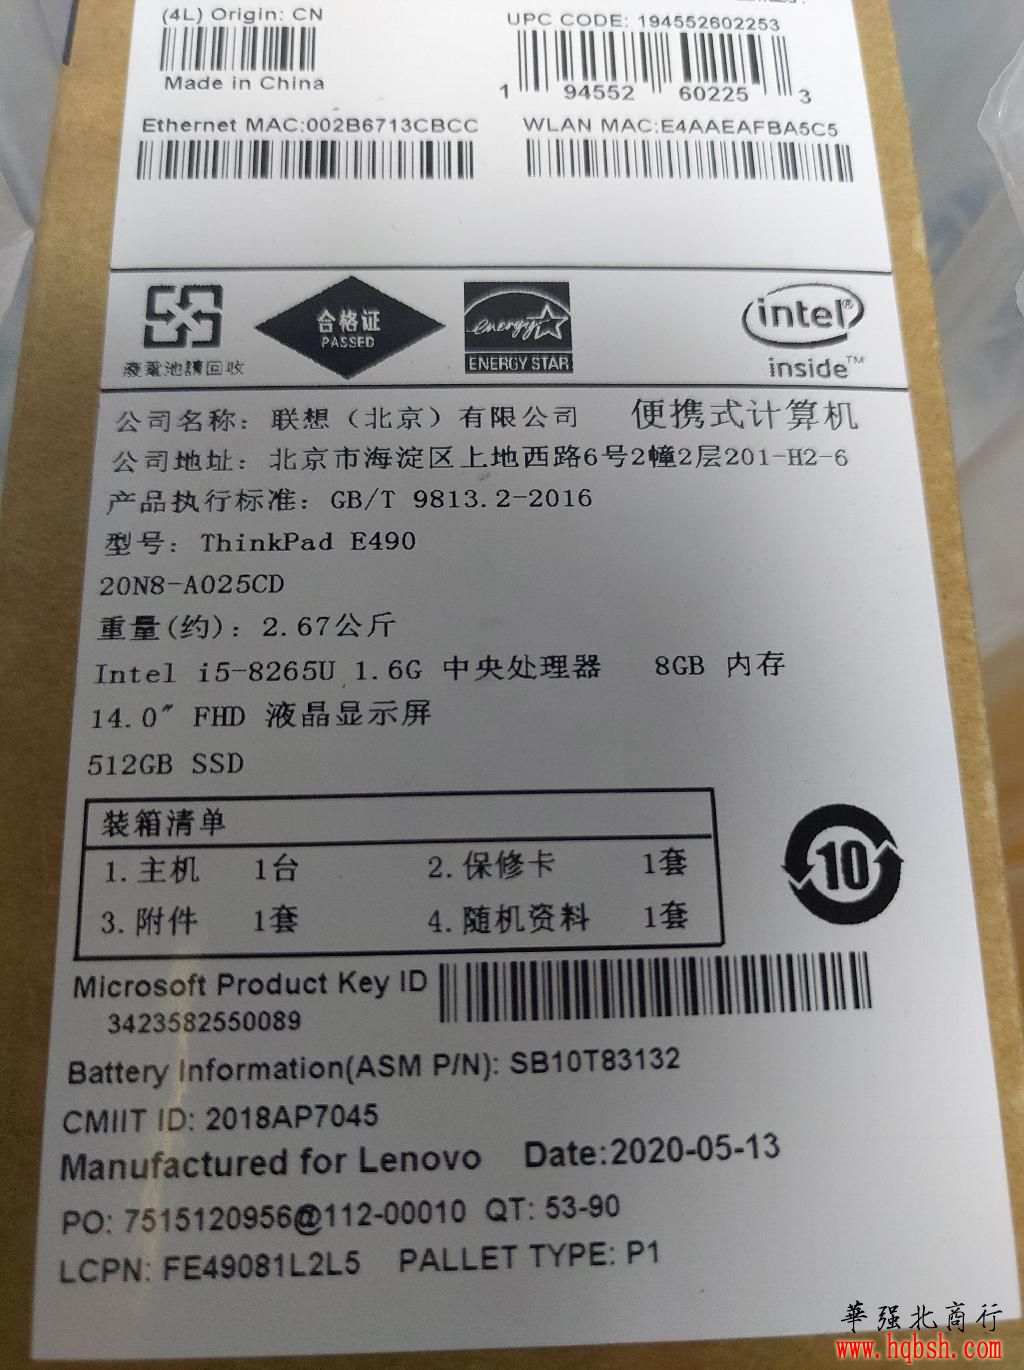 (4L) Origin: CN
Made in China
UPC CODE: 194552602253
1 94552 60225 3
Ethernet MAC:002B6713CBCC
WLAN MAC:E4AAEAFBA5C5
廢電池請回收
合格证
PASSED
energy
ENERGY STAR
intel®
inside™
公司名称: 联想（北京）有限公司 便携式计算机
公司地址: 北京市海淀区上地西路6号2幢2层201-H2-6
产品执行标准: GB/T 9813.2-2016
型号: ThinkPad E490
20N8-A025CD
重量(约): 2.67公斤
Intel i5-8265U 1.6G 中央处理器 8GB 内存
14.0″ FHD 液晶显示屏
512GB SSD
装箱清单
1.主机 1台 2.保修卡 1套
3.附件 1套 4.随机资料 1套
10
Microsoft Product Key ID
3423582550089
Battery Information(ASM P/N): SB10T83132
CMIIT ID: 2018AP7045
Manufactured for Lenovo Date:2020-05-13
PO: 7515120956@112-00010 QT: 53-90
LCPN: FE49081L2L5 PALLET TYPE: P1
華强北商行
www.hqbsh.com